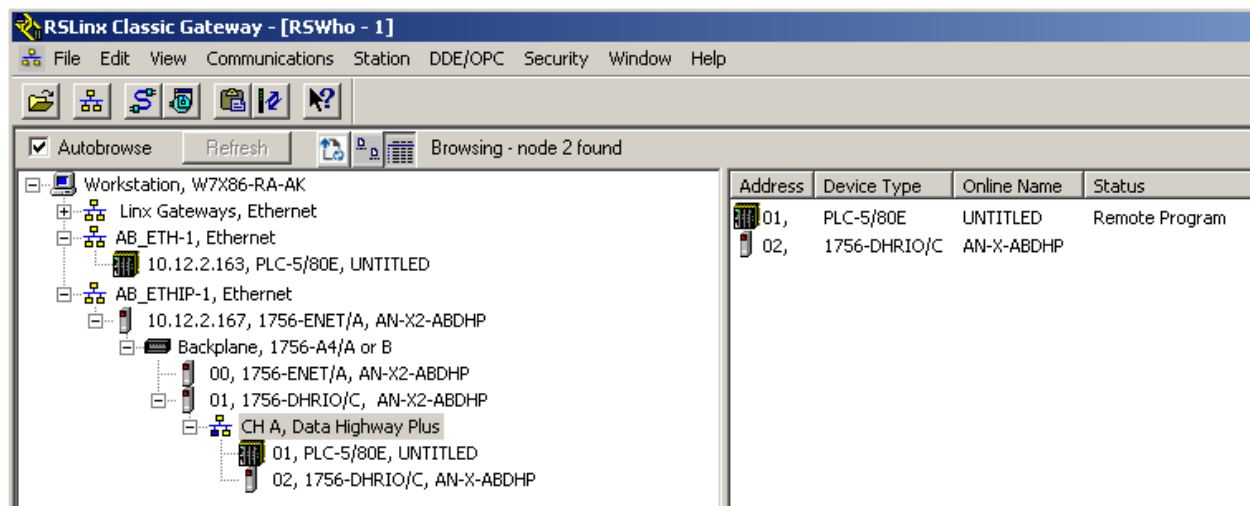 RSLinx Classic Gateway - [RSWho - 1]
File Edit View Communications Station DDE/OPC Security Window Help
Autobrowse Refresh Browsing - node 2 found
Workstation, W7X86-RA-AK
Linx Gateways, Ethernet
AB_ETH-1, Ethernet
10.12.2.163, PLC-5/80E, UNTITLED
AB_ETHIP-1, Ethernet
10.12.2.167, 1756-ENET/A, AN-X2-ABDHP
Backplane, 1756-A4/A or B
00, 1756-ENET/A, AN-X2-ABDHP
01, 1756-DHRIO/C, AN-X2-ABDHP
CH A, Data Highway Plus
01, PLC-5/80E, UNTITLED
02, 1756-DHRIO/C, AN-X-ABDHP
Address Device Type Online Name Status
01, PLC-5/80E UNTITLED Remote Program
02, 1756-DHRIO/C AN-X-ABDHP